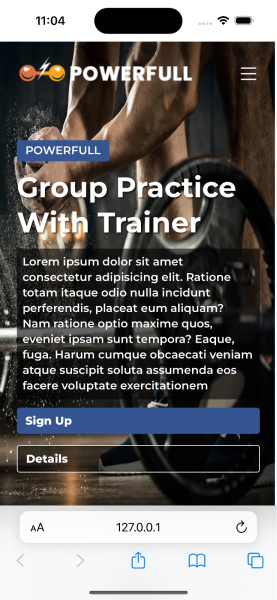 11:04
POWERFULL
POWERFULL
Group Practice
With Trainer
Lorem ipsum dolor sit amet
consectetur adipisicing elit. Ratione
totam itaque odio nulla incidunt
perferendis, placeat eum aliquam?
Nam ratione optio maxime quos,
eveniet ipsam sunt tempora? Eaque,
fuga. Harum cumque obcaecati veniam
atque suscipit soluta assumenda eos
facere voluptate exercitationem
Sign Up
Details
AA 127.0.0.1